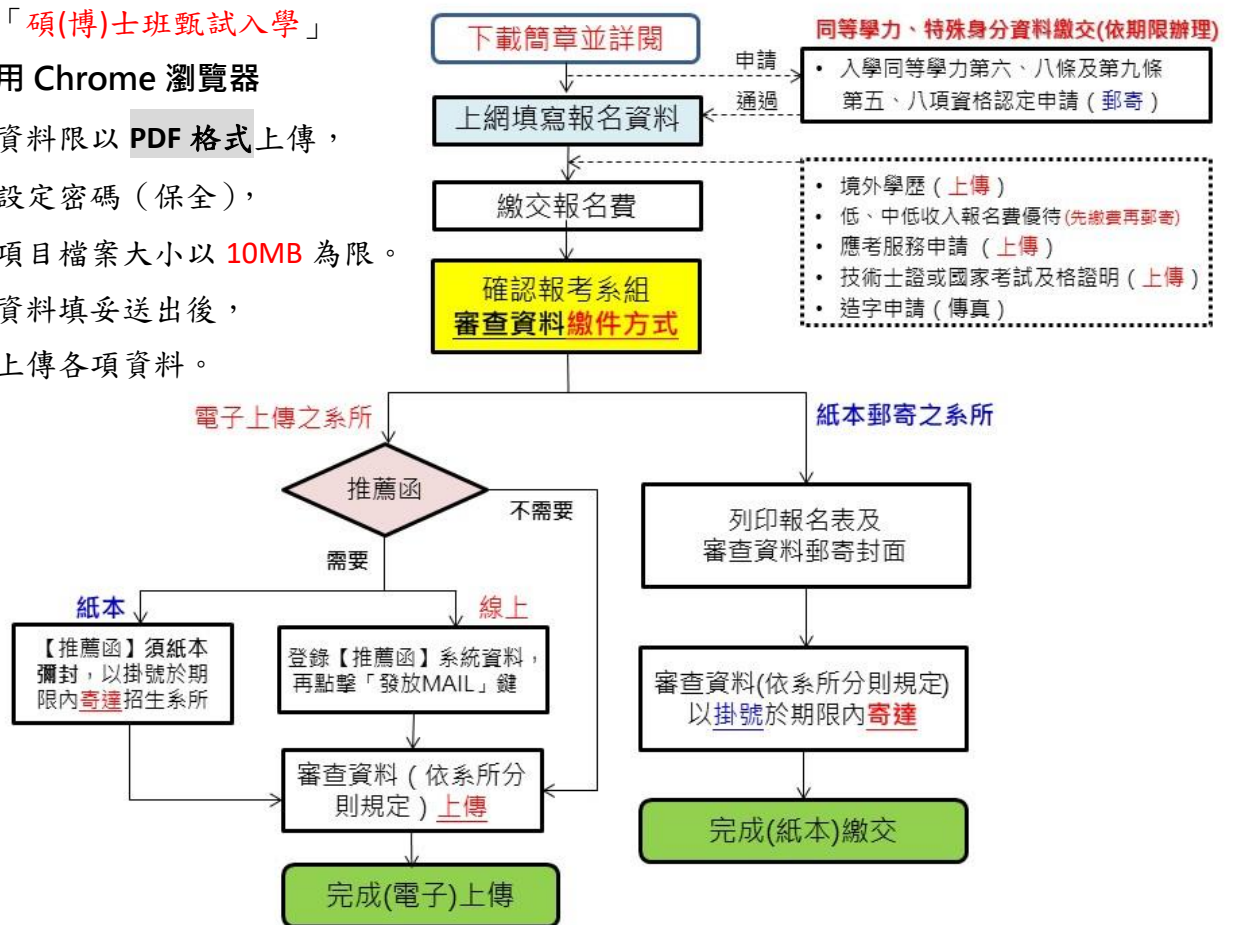 「碩(博)士班甄試入學」
用 Chrome 瀏覽器
資料限以 PDF 格式上傳，
設定密碼（保全），
項目檔案大小以 10MB 為限。
資料填妥送出後，
上傳各項資料。
下載簡章並詳閱
同等學力、特殊身分資料繳交(依期限辦理)
申請
• 入學同等學力第六、八條及第九條
第五、八項資格認定申請（郵寄）
通過
上網填寫報名資料
繳交報名費
• 境外學歷（上傳）
• 低、中低收入報名費優待(先繳費再郵寄)
• 應考服務申請 （上傳）
• 技術士證或國家考試及格證明（上傳）
• 造字申請（傳真）
確認報考系組
審查資料繳件方式
電子上傳之系所
紙本郵寄之系所
推薦函
不需要
需要
列印報名表及
審查資料郵寄封面
紙本
線上
【推薦函】須紙本
彌封，以掛號於期
限內寄達招生系所
登錄【推薦函】系統資料，
再點擊「發放MAIL」鍵
審查資料(依系所分則規定)
以掛號於期限內寄達
審查資料（依系所分
則規定）上傳
完成(紙本)繳交
完成(電子)上傳